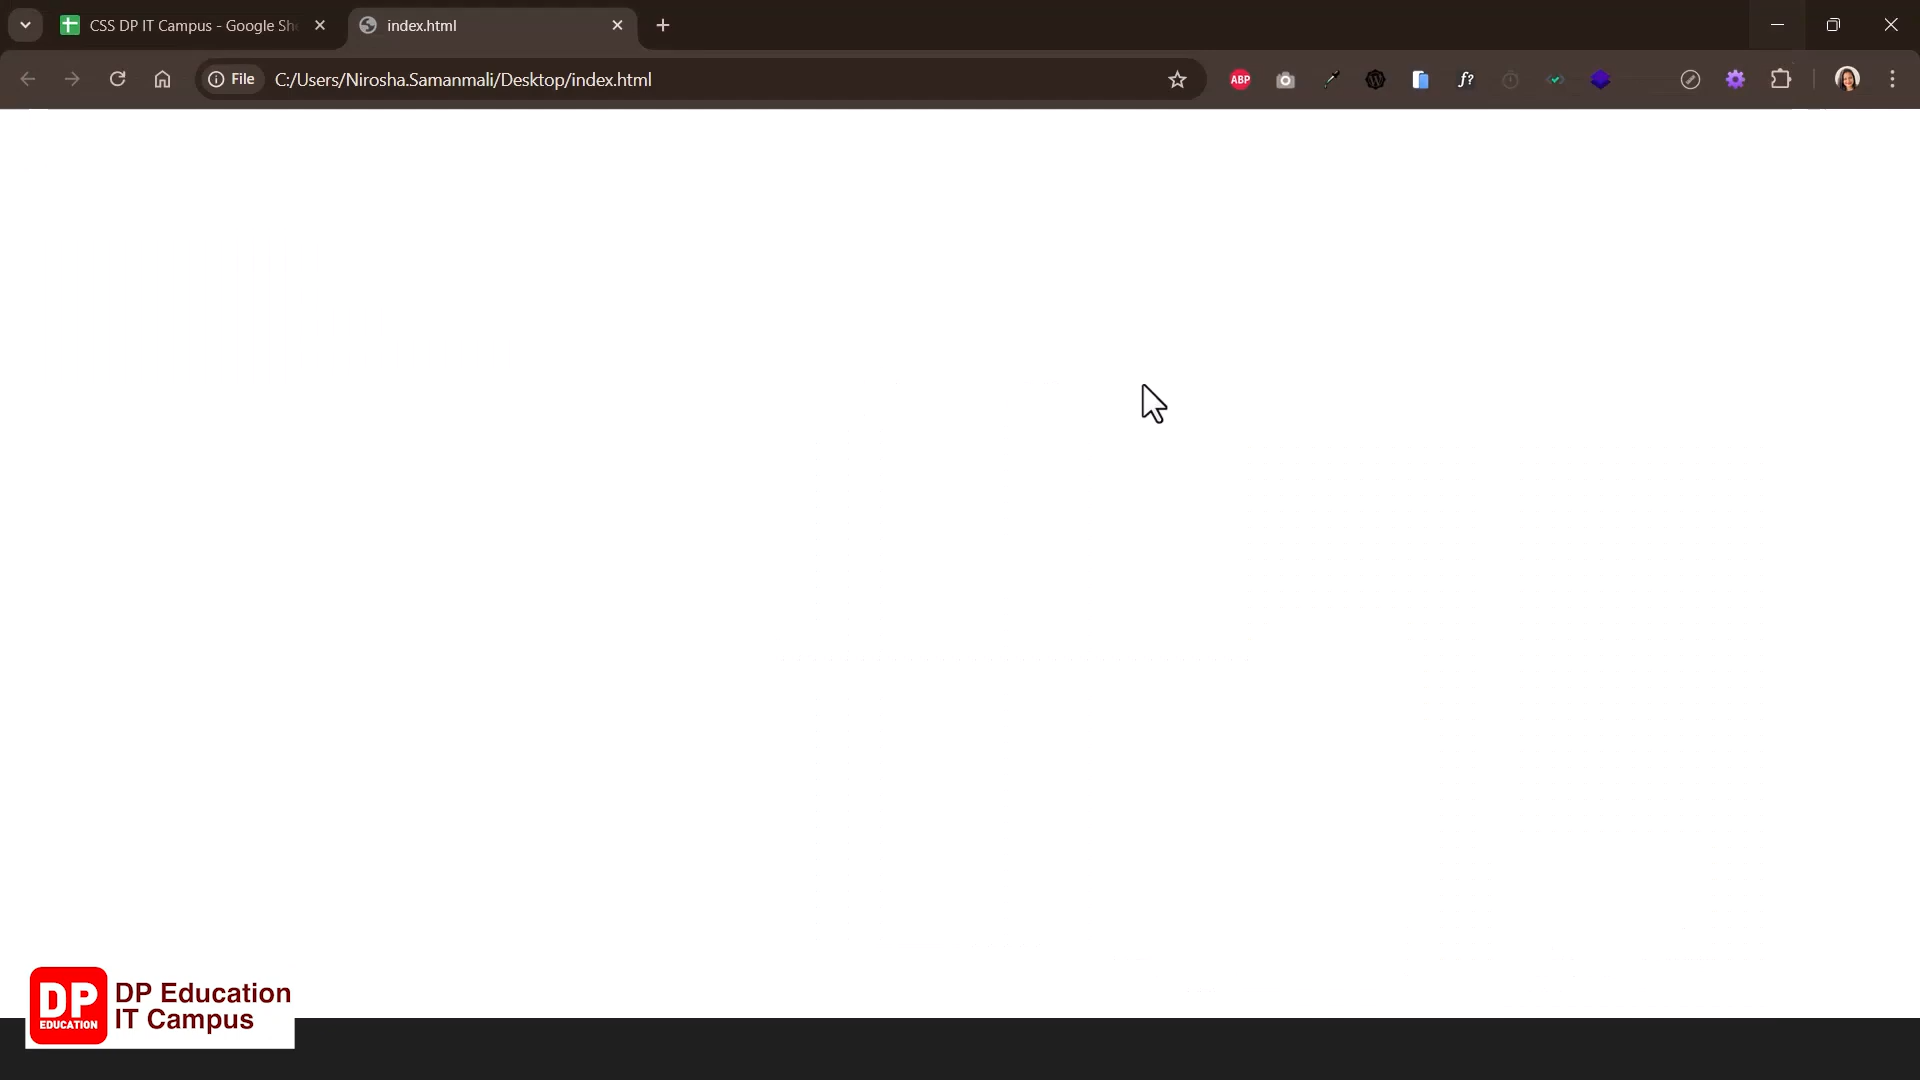 CSS DP IT Campus - Google She
index.html
File
C:/Users/Nirosha.Samanmali/Desktop/index.html
ABP
f?
DP
EDUCATION
DP Education
IT Campus